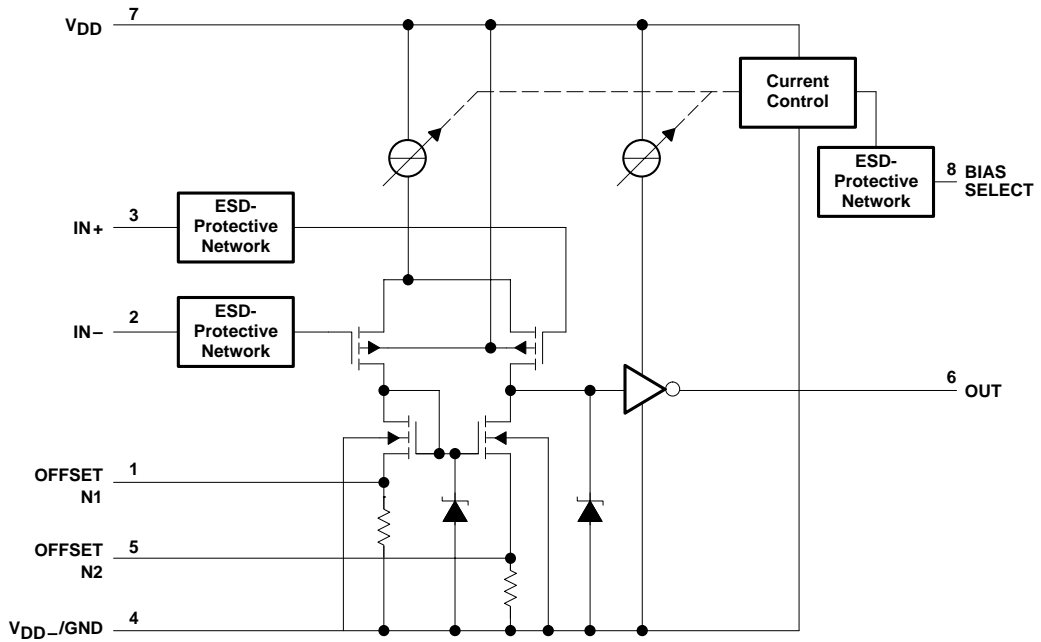 7
VDD
Current
Control
ESD-
Protective
Network
8 BIAS
SELECT
3
IN+
ESD-
Protective
Network
2
IN−
ESD-
Protective
Network
6
OUT
1
OFFSET
N1
5
OFFSET
N2
4
VDD−/GND